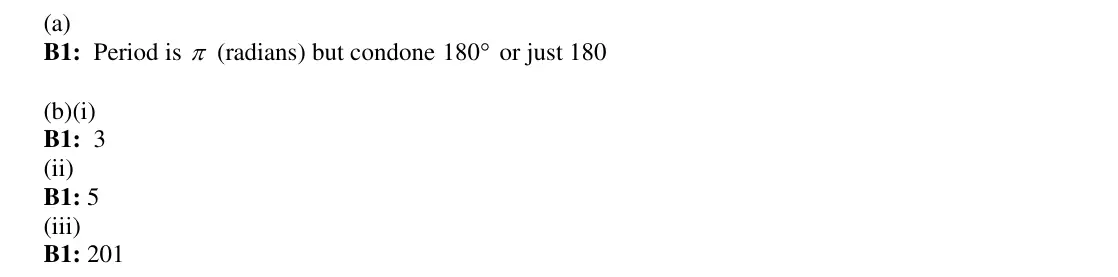 (a)
B1: Period is π (radians) but condone 180° or just 180
(b)(i)
B1: 3
(ii)
B1: 5
(iii)
B1: 201